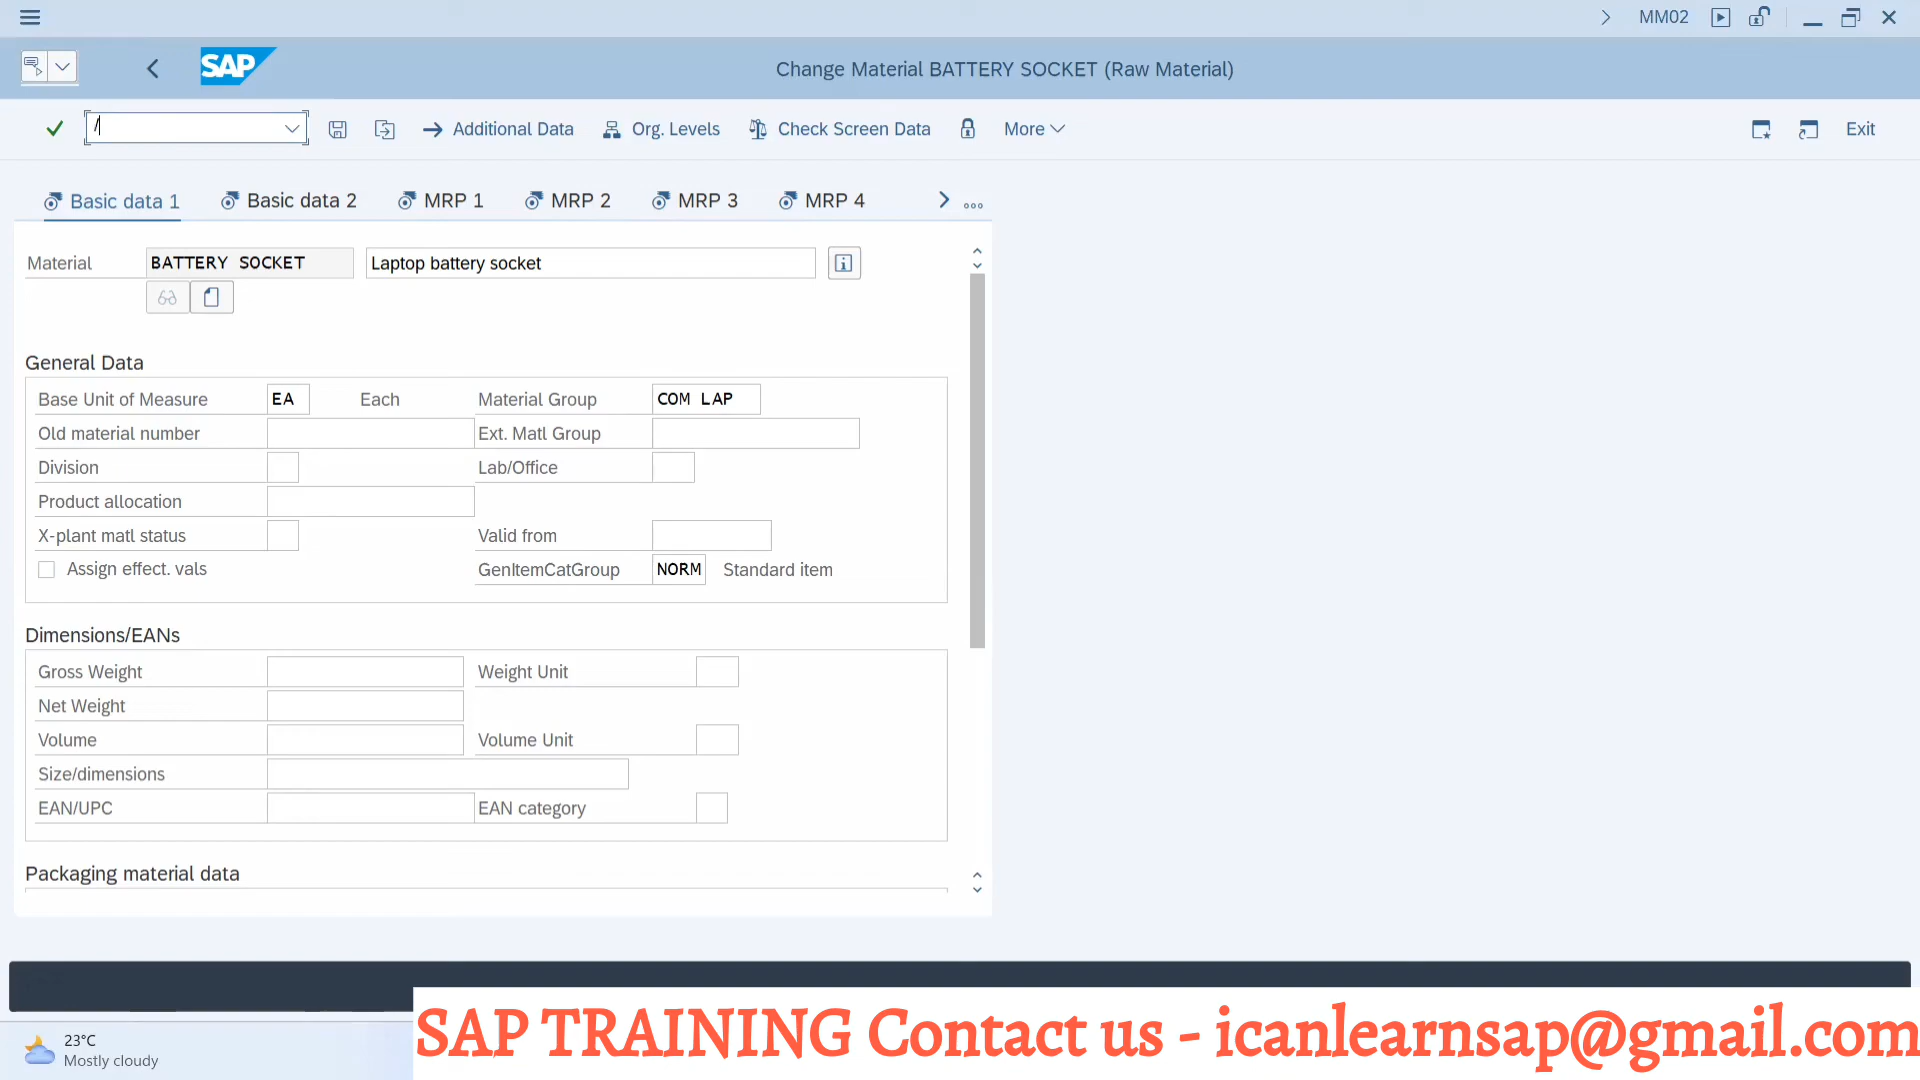 MM02
SAP
Change Material BATTERY SOCKET (Raw Material)
/
Additional Data
Org. Levels
Check Screen Data
More
Exit
Basic data 1
Basic data 2
MRP 1
MRP 2
MRP 3
MRP 4
Material BATTERY SOCKET Laptop battery socket
General Data
Base Unit of Measure EA Each Material Group COM LAP
Old material number Ext. Matl Group
Division Lab/Office
Product allocation
X-plant matl status Valid from
Assign effect. vals GenItemCatGroup NORM Standard item
Dimensions/EANs
Gross Weight Weight Unit
Net Weight
Volume Volume Unit
Size/dimensions
EAN/UPC EAN category
Packaging material data
SAP TRAINING Contact us - icanlearnsap@gmail.com
23°C
Mostly cloudy